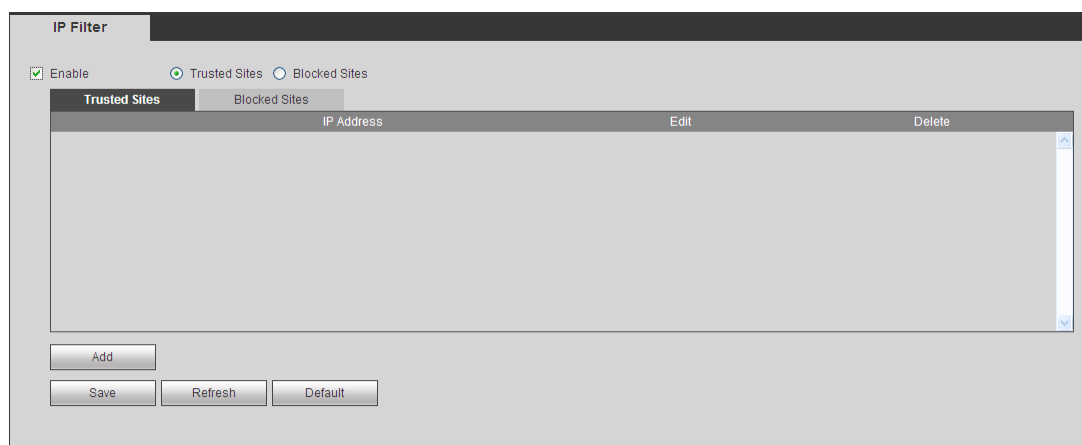 IP Filter
Enable Trusted Sites Blocked Sites
Trusted Sites Blocked Sites
IP Address Edit Delete
Add
Save Refresh Default